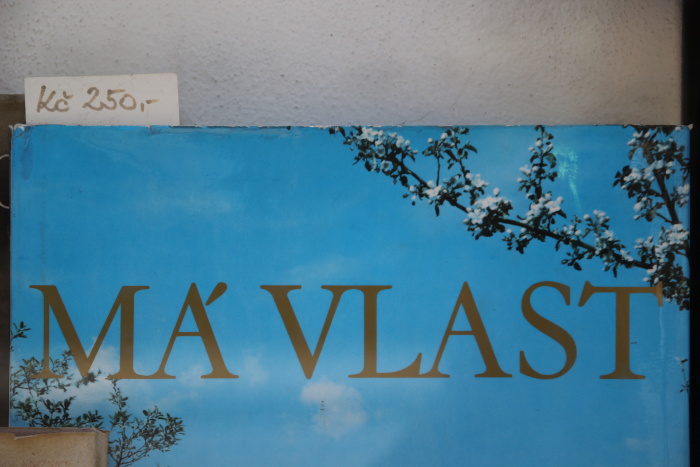 Kč 250,-
MÁ VLAST